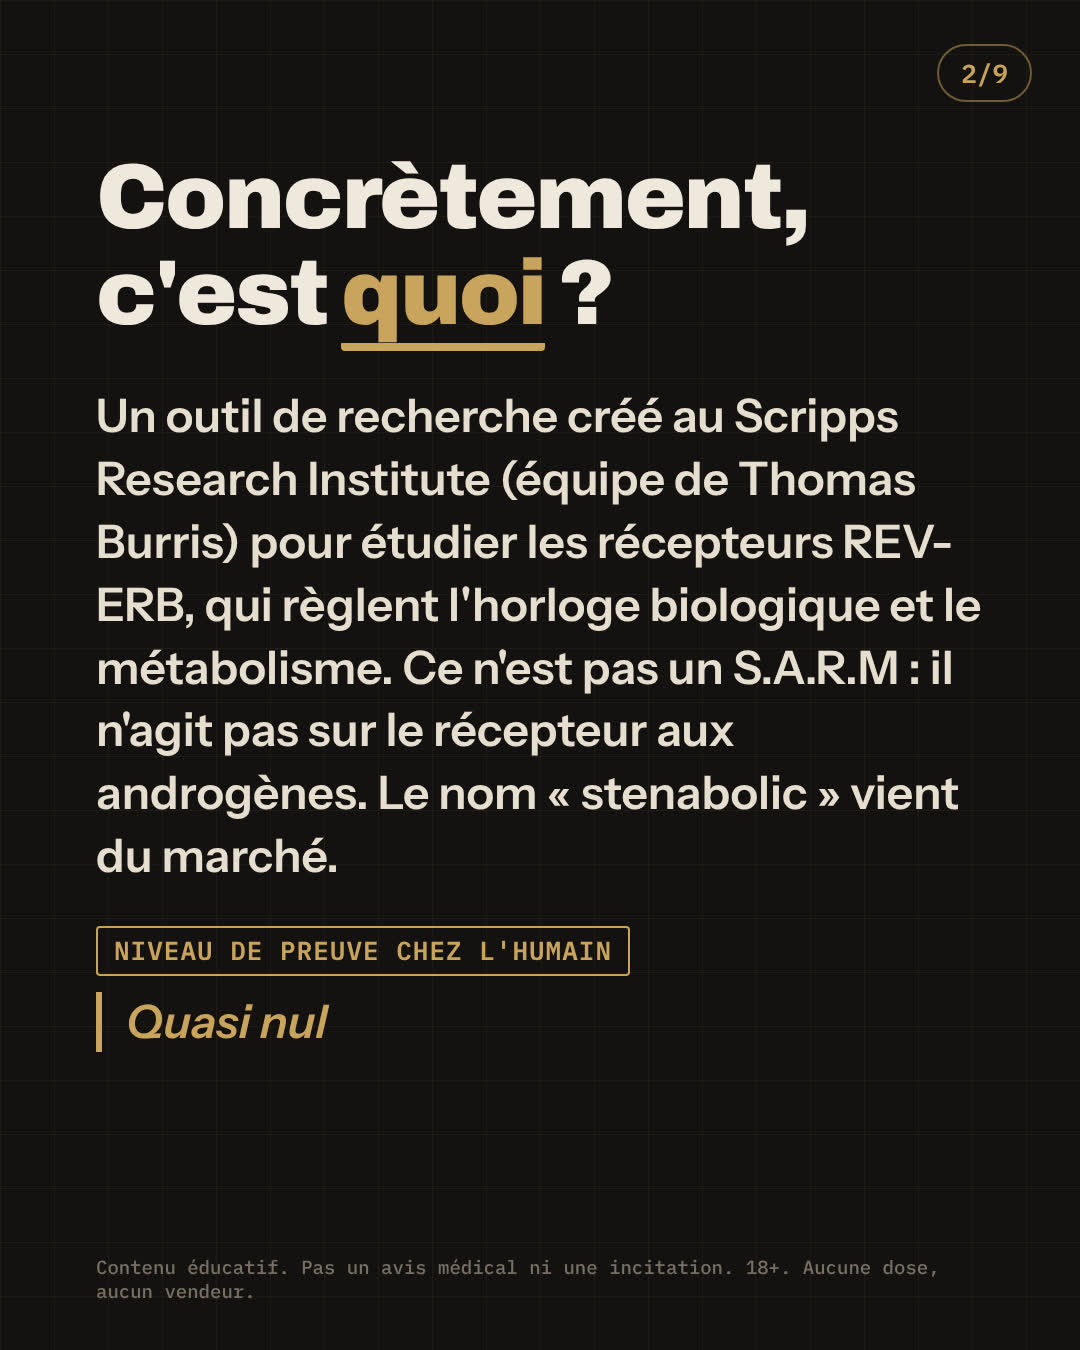 2/9
Concrètement,
c'est quoi ?
Un outil de recherche créé au Scripps
Research Institute (équipe de Thomas
Burris) pour étudier les récepteurs REV-
ERB, qui règlent l'horloge biologique et le
métabolisme. Ce n'est pas un S.A.R.M : il
n'agit pas sur le récepteur aux
androgènes. Le nom « stenabolic » vient
du marché.
NIVEAU DE PREUVE CHEZ L'HUMAIN
Quasi nul
Contenu éducatif. Pas un avis médical ni une incitation. 18+. Aucune dose,
aucun vendeur.